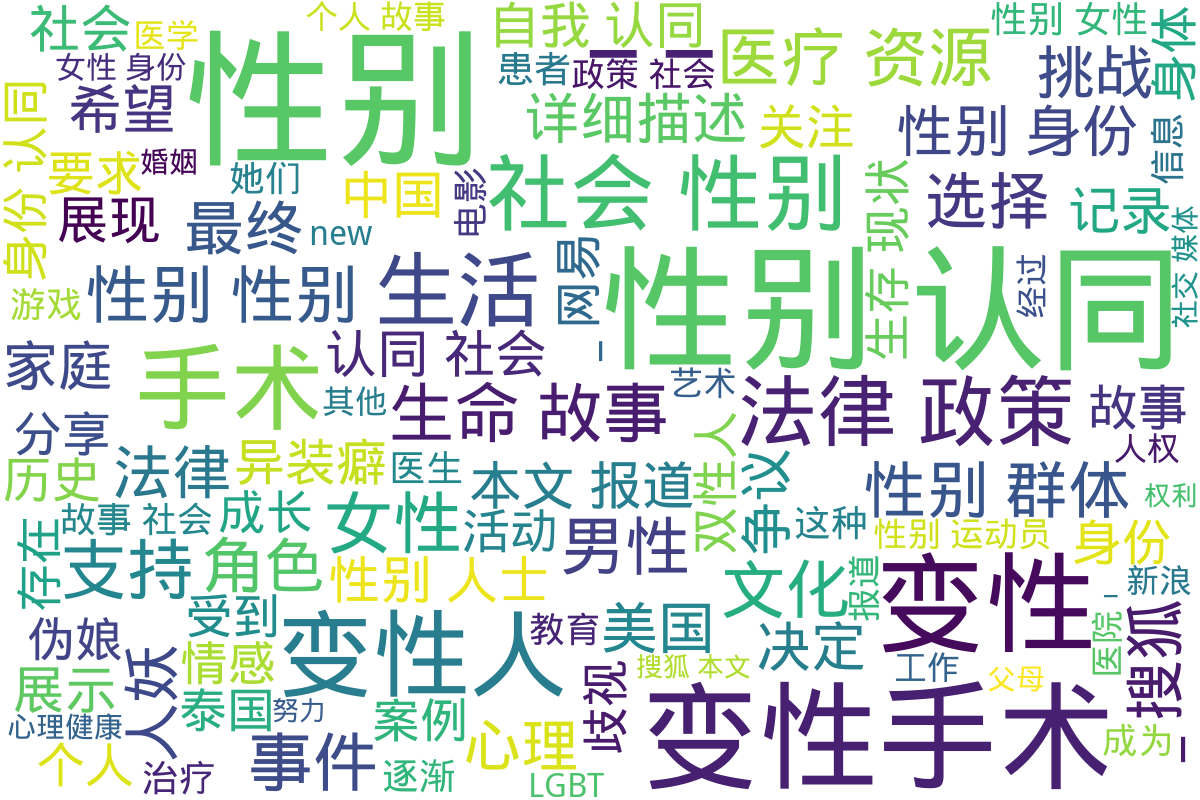 社会
医学
个人 故事
自我 认同
性别 女性
女性 身份
希望
性别
患者
政策 社会
医疗 资源
挑战
身体
身份 认同
要求
婚姻
详细描述
关注
性别 身份
信息
展现
她们
中国
电影
社会 性别
生存 现状
选择
记录
社交 媒体
最终
new
游戏
性别 性别
生活
网易
性别认同
经过
家庭
手术
认同 社会
_
艺术
其他
生命 故事
法律 政策
故事
人权
分享
历史
法律
异装癖
医生
本文 报道
双性人
争议
这种
性别 群体
权利
故事 社会
成长
女性
活动
男性
性别 运动员
身份
存在
支持
角色
性别 人士
文化
报道
变性
_
新浪
伪娘
受到
变性人
教育
美国
决定
医院
搜狐
展示
人妖
情感
歧视
搜狐 本文
工作
父母
心理健康
泰国
努力
案例
心理
变性手术
成为
_
个人
治疗
事件
逐渐
LGBT